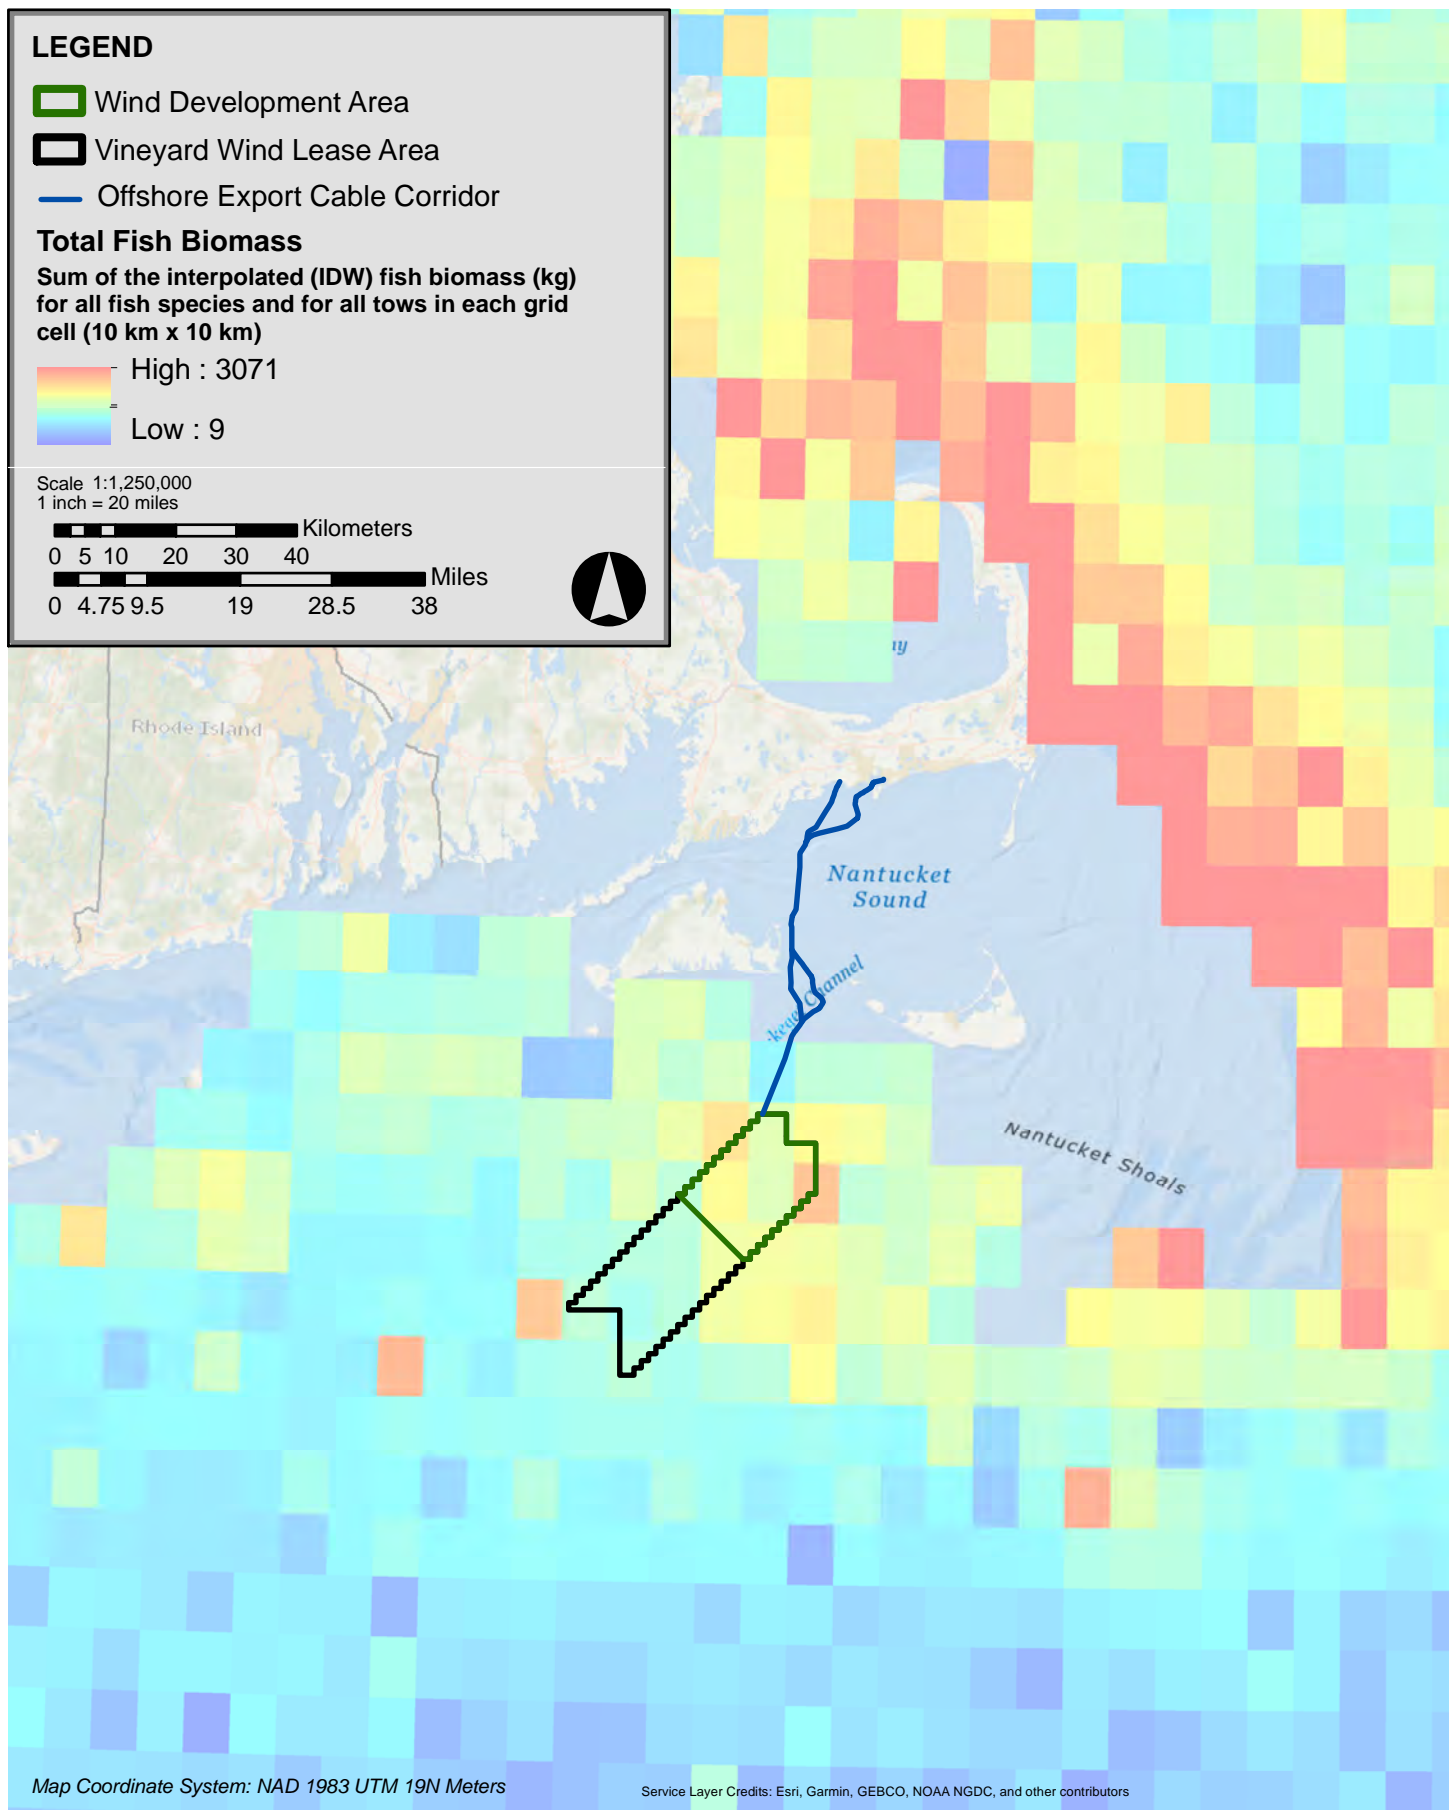 LEGEND
Wind Development Area
Vineyard Wind Lease Area
Offshore Export Cable Corridor
Total Fish Biomass
Sum of the interpolated (IDW) fish biomass (kg)
for all fish species and for all tows in each grid
cell (10 km x 10 km)
High : 3071
Low : 9
Scale 1:1,250,000
1 inch = 20 miles
Kilometers
0 5 10 20 30 40
Miles
0 4.75 9.5 19 28.5 38
ay
Rhode Island
Nantucket
Sound
Channel
Nantucket Shoals
Map Coordinate System: NAD 1983 UTM 19N Meters
Service Layer Credits: Esri, Garmin, GEBCO, NOAA NGDC, and other contributors